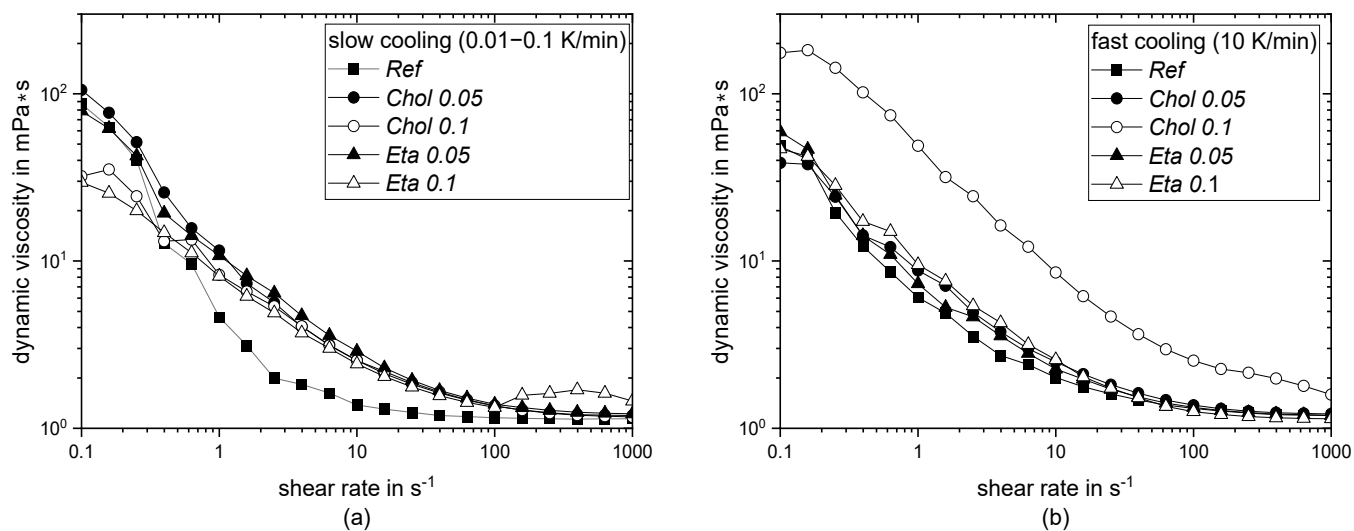 slow cooling (0.01−0.1 K/min)
Ref
Chol 0.05
Chol 0.1
Eta 0.05
Eta 0.1
10²
10¹
10⁰
dynamic viscosity in mPa*s
0.1 1 10 100 1000
shear rate in s⁻¹
(a)
fast cooling (10 K/min)
Ref
Chol 0.05
Chol 0.1
Eta 0.05
Eta 0.1
10²
10¹
10⁰
dynamic viscosity in mPa*s
0.1 1 10 100 1000
shear rate in s⁻¹
(b)